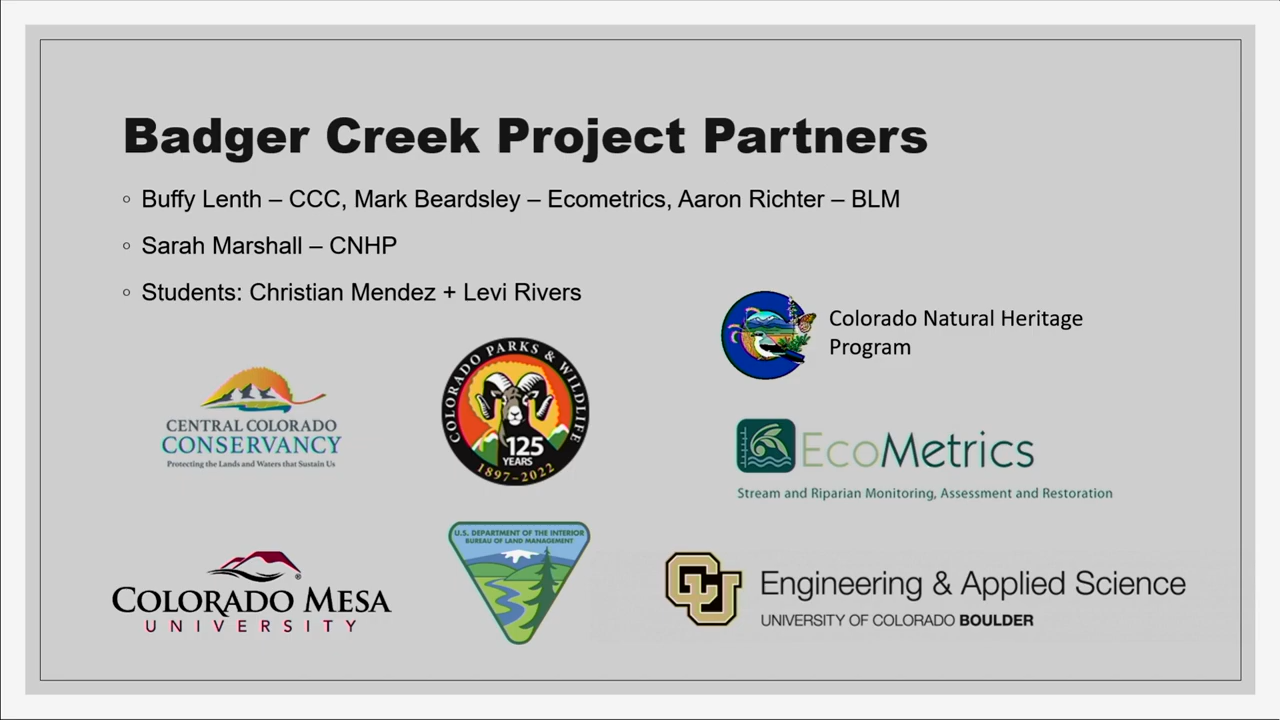 Badger Creek Project Partners
Buffy Lenth – CCC, Mark Beardsley – Ecometrics, Aaron Richter – BLM
Sarah Marshall – CNHP
Students: Christian Mendez + Levi Rivers
Colorado Natural Heritage
Program
CENTRAL COLORADO
CONSERVANCY
Protecting the Lands and Waters that Sustain Us
COLORADO PARKS & WILDLIFE
125
YEARS
1897-2022
EcoMetrics
Stream and Riparian Monitoring, Assessment and Restoration
COLORADO MESA
UNIVERSITY
U.S. DEPARTMENT OF THE INTERIOR
BUREAU OF LAND MANAGEMENT
CU
Engineering & Applied Science
UNIVERSITY OF COLORADO BOULDER